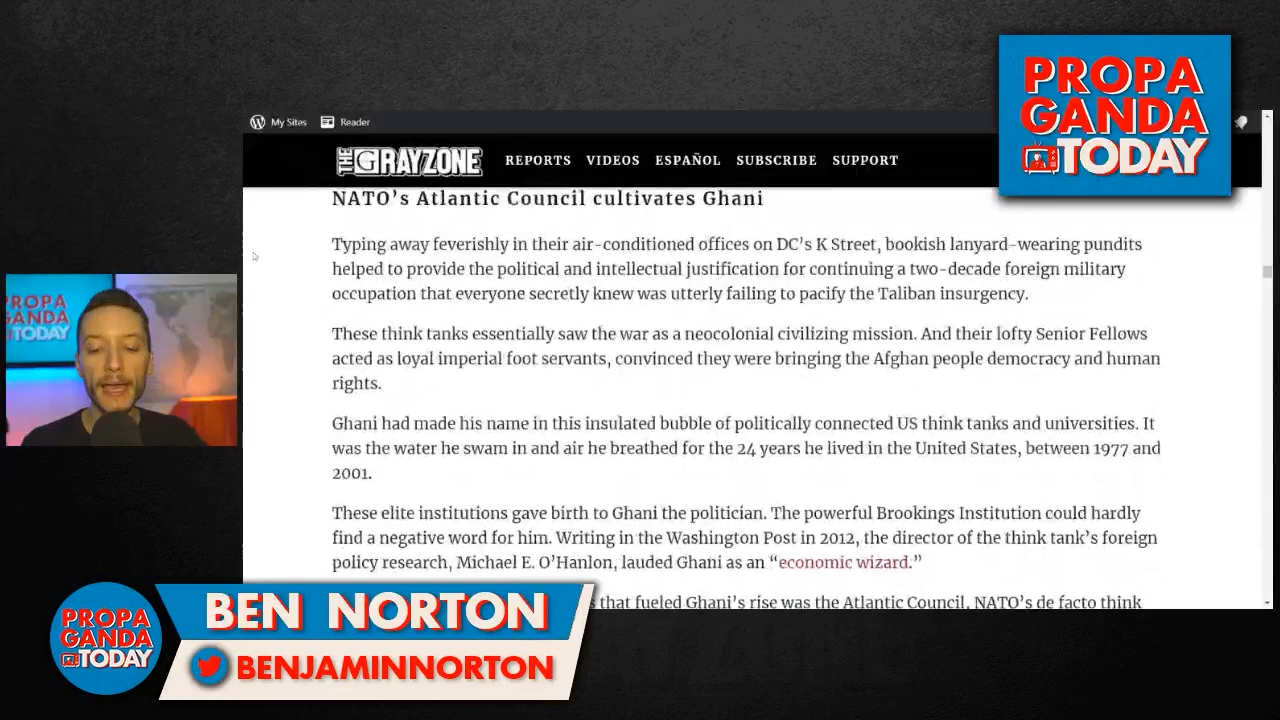 PROPA
GANDA
TODAY
My Sites
Reader
THE GRAYZONE
REPORTS
VIDEOS
ESPAÑOL
SUBSCRIBE
SUPPORT
NATO’s Atlantic Council cultivates Ghani
Typing away feverishly in their air-conditioned offices on DC’s K Street, bookish lanyard-wearing pundits
helped to provide the political and intellectual justification for continuing a two-decade foreign military
occupation that everyone secretly knew was utterly failing to pacify the Taliban insurgency.
These think tanks essentially saw the war as a neocolonial civilizing mission. And their lofty Senior Fellows
acted as loyal imperial foot servants, convinced they were bringing the Afghan people democracy and human
rights.
Ghani had made his name in this insulated bubble of politically connected US think tanks and universities. It
was the water he swam in and air he breathed for the 24 years he lived in the United States, between 1977 and
2001.
These elite institutions gave birth to Ghani the politician. The powerful Brookings Institution could hardly
find a negative word for him. Writing in the Washington Post in 2012, the director of the think tank’s foreign
policy research, Michael E. O’Hanlon, lauded Ghani as an “economic wizard.”
s that fueled Ghani’s rise was the Atlantic Council, NATO’s de facto think
PROPA
GANDA
TODAY
BEN NORTON
BENJAMINNORTON
PROPA
GANDA
TODAY